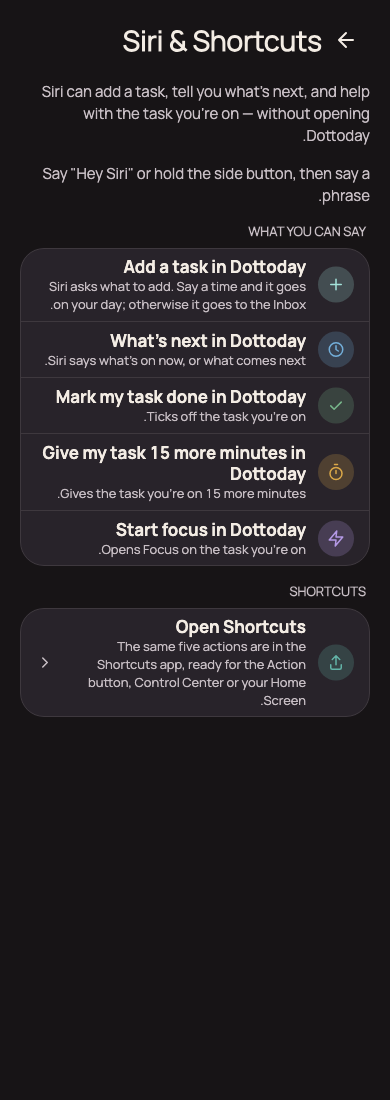 Siri & Shortcuts
Siri can add a task, tell you what's next, and help
with the task you're on — without opening
.Dottoday
Say "Hey Siri" or hold the side button, then say a
.phrase
WHAT YOU CAN SAY
Add a task in Dottoday
Siri asks what to add. Say a time and it goes
.on your day; otherwise it goes to the Inbox
What's next in Dottoday
.Siri says what's on now, or what comes next
Mark my task done in Dottoday
.Ticks off the task you're on
Give my task 15 more minutes in
Dottoday
.Gives the task you're on 15 more minutes
Start focus in Dottoday
.Opens Focus on the task you're on
SHORTCUTS
Open Shortcuts
The same five actions are in the
Shortcuts app, ready for the Action
button, Control Center or your Home
.Screen